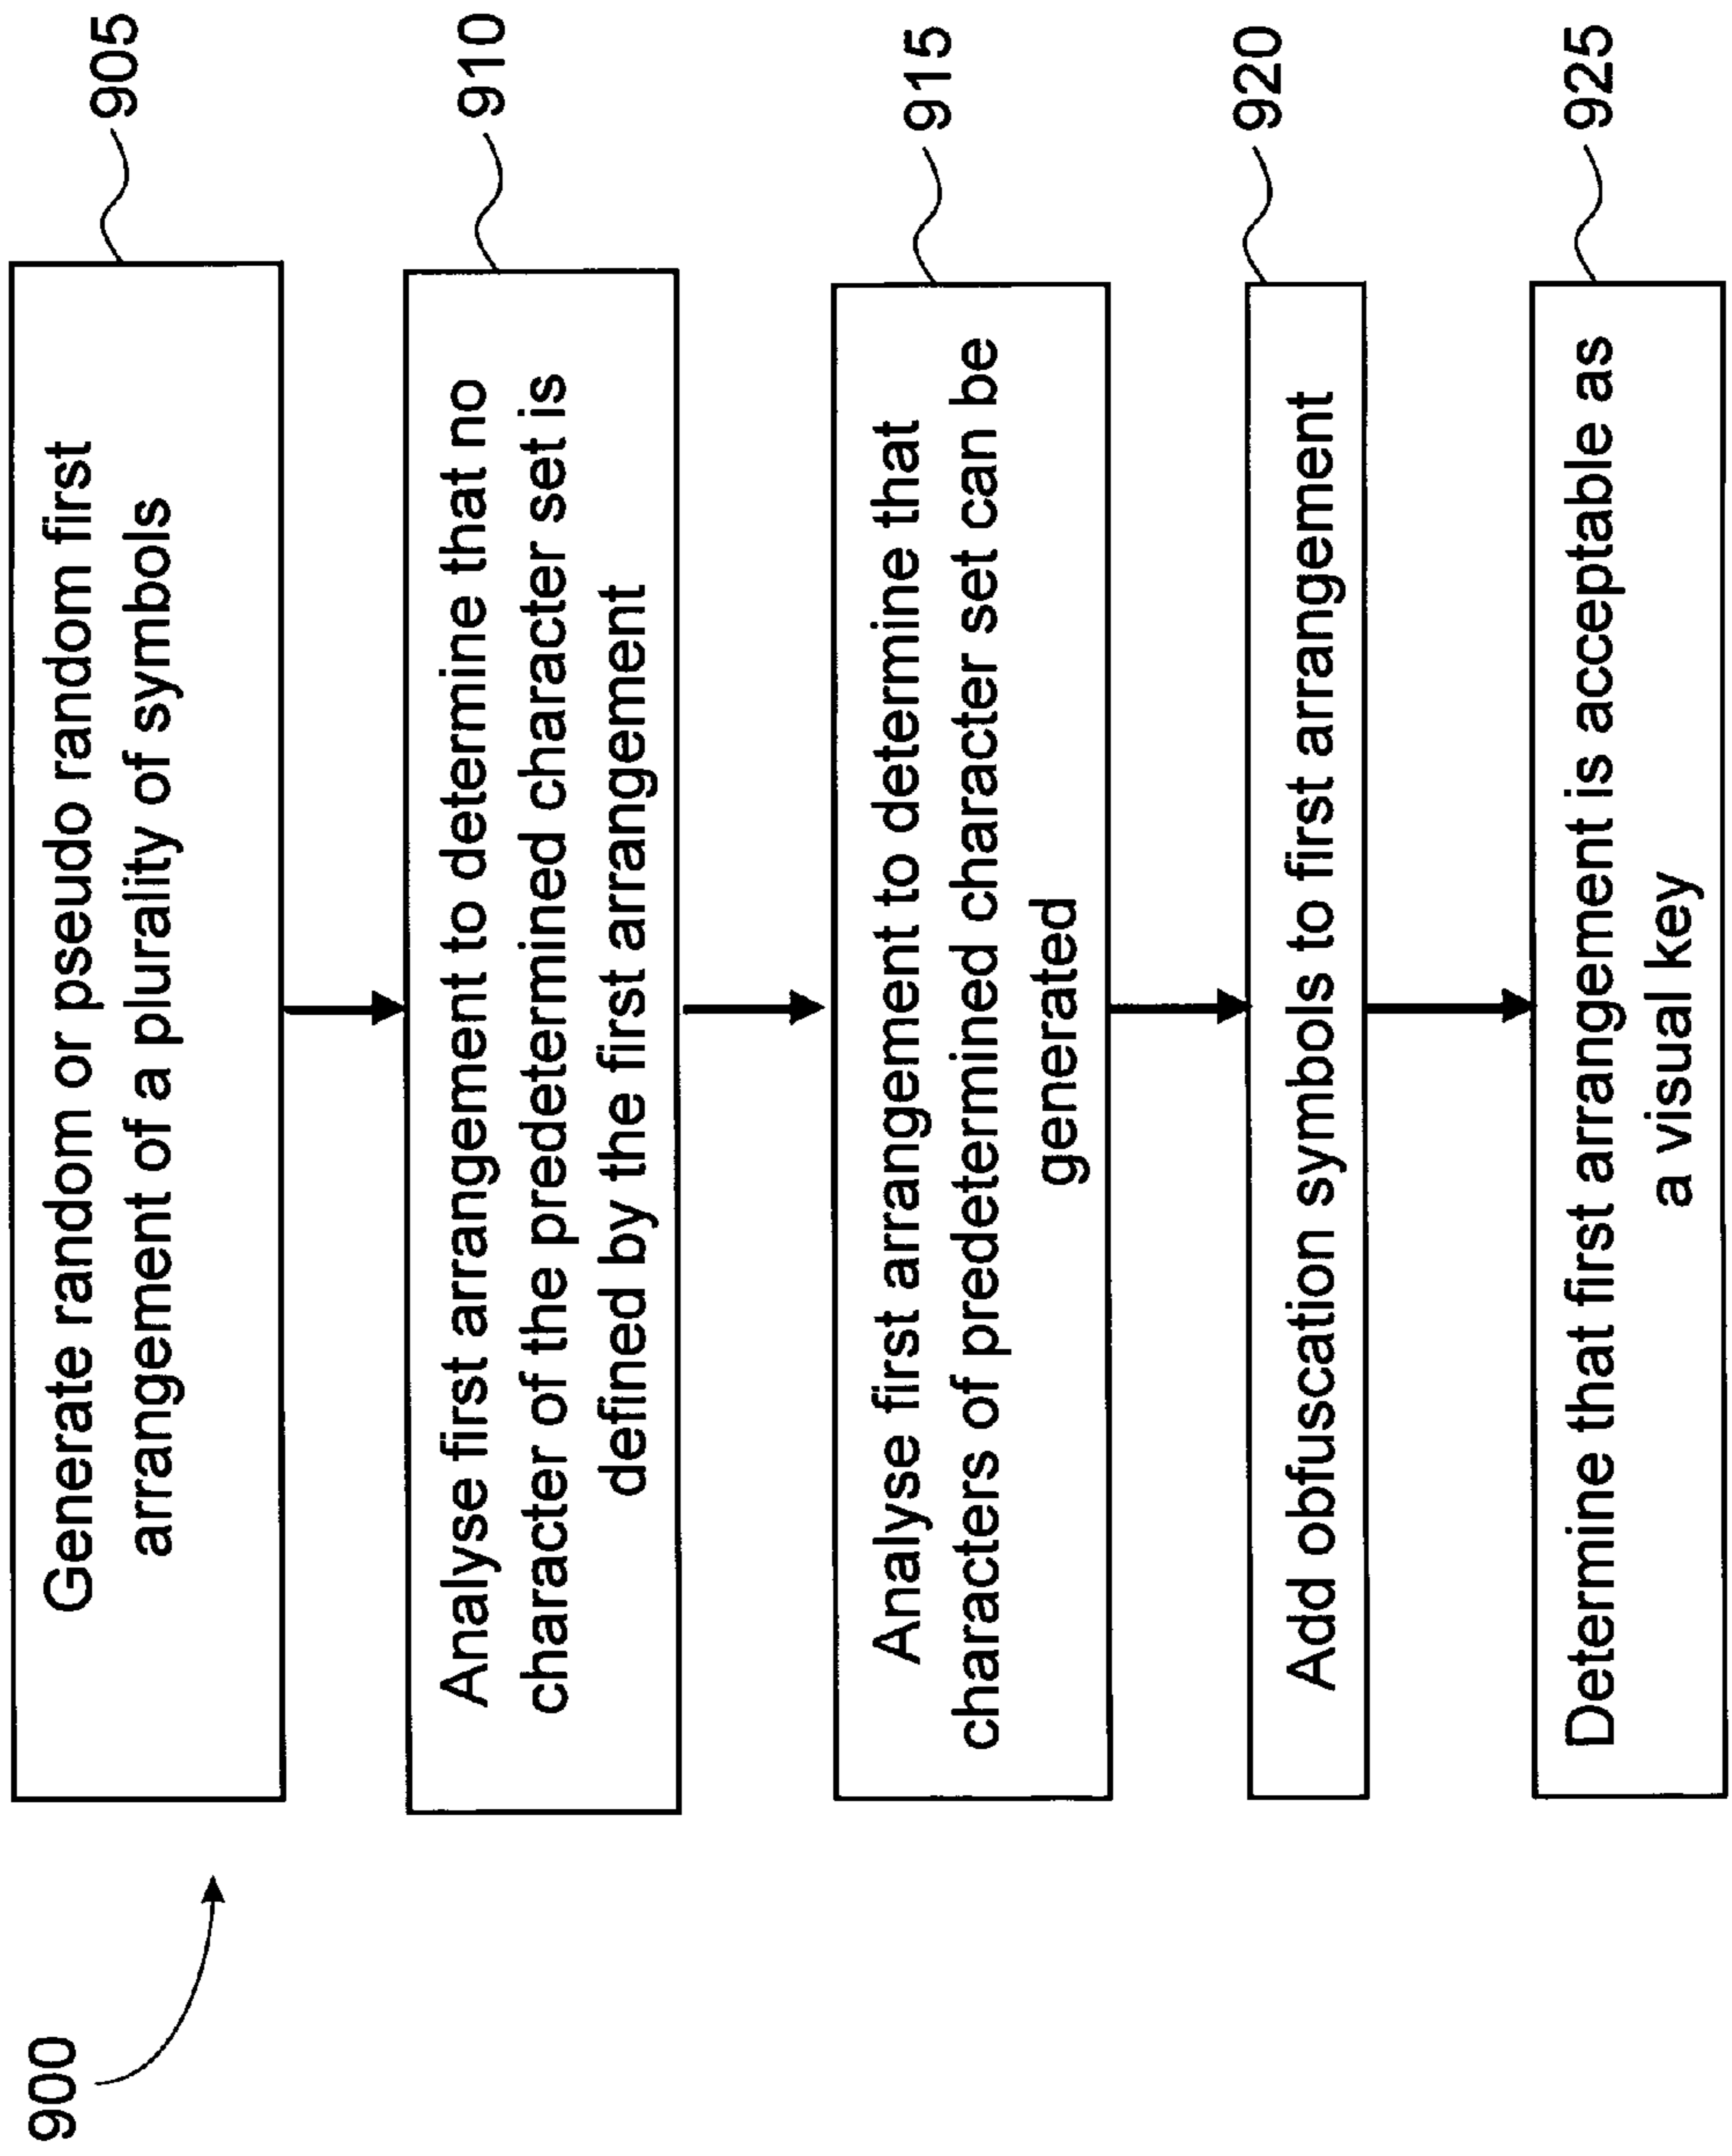 900
Generate random or pseudo random first
arrangement of a plurality of symbols
905
Analyse first arrangement to determine that no
character of the predetermined character set is
defined by the first arrangement
910
Analyse first arrangement to determine that
characters of predetermined character set can be
generated
915
Add obfuscation symbols to first arrangement
920
Determine that first arrangement is acceptable as
a visual key
925